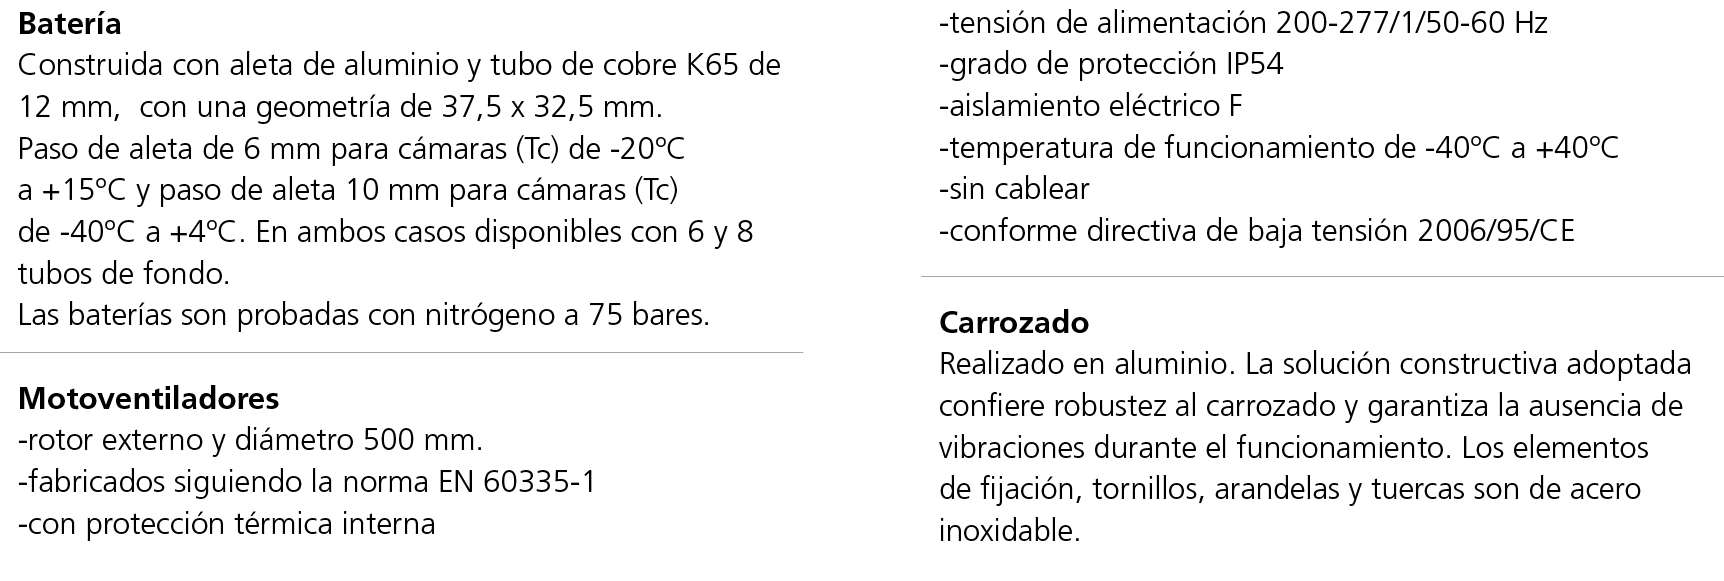 Batería
Construida con aleta de aluminio y tubo de cobre K65 de
12 mm,  con una geometría de 37,5 x 32,5 mm.
Paso de aleta de 6 mm para cámaras (Tc) de -20ºC
a +15ºC y paso de aleta 10 mm para cámaras (Tc)
de -40ºC a +4ºC. En ambos casos disponibles con 6 y 8
tubos de fondo.
Las baterías son probadas con nitrógeno a 75 bares.
Motoventiladores
-rotor externo y diámetro 500 mm.
-fabricados siguiendo la norma EN 60335-1
-con protección térmica interna
-tensión de alimentación 200-277/1/50-60 Hz
-grado de protección IP54
-aislamiento eléctrico F
-temperatura de funcionamiento de -40ºC a +40ºC
-sin cablear
-conforme directiva de baja tensión 2006/95/CE
Carrozado
Realizado en aluminio. La solución constructiva adoptada
confiere robustez al carrozado y garantiza la ausencia de
vibraciones durante el funcionamiento. Los elementos
de fijación, tornillos, arandelas y tuercas son de acero
inoxidable.